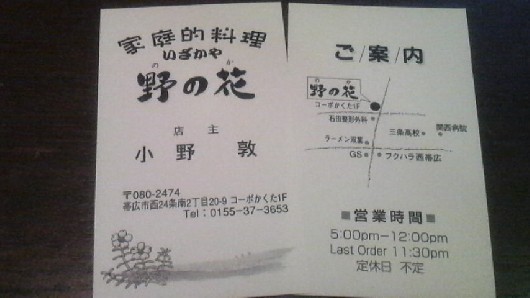 家庭的料理
いざかや
野の花
店主
小野 敦
〒080-2474
帯広市西24条南2丁目20-9 コーポかくた1F
Tel:0155-37-3653
ご/案/内
野の花
コーポかくた1F
石田整形外科
三条高校
関西病院
ラーメン双葉
GS
フクハラ西帯広
■営業時間■
5:00pm-12:00pm
Last Order 11:30pm
定休日 不定